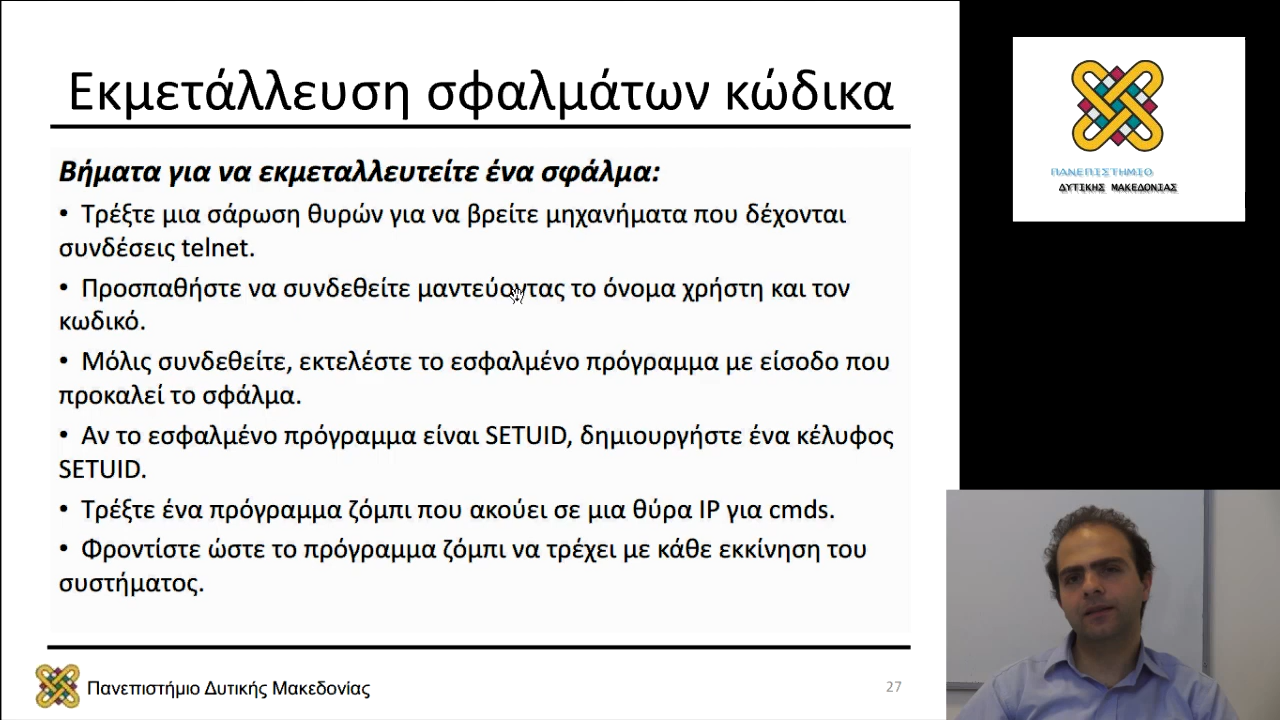 Εκμετάλλευση σφαλμάτων κώδικα
Βήματα για να εκμεταλλευτείτε ένα σφάλμα:
• Τρέξτε μια σάρωση θυρών για να βρείτε μηχανήματα που δέχονται
συνδέσεις telnet.
• Προσπαθήστε να συνδεθείτε μαντεύοντας το όνομα χρήστη και τον
κωδικό.
• Μόλις συνδεθείτε, εκτελέστε το εσφαλμένο πρόγραμμα με είσοδο που
προκαλεί το σφάλμα.
• Αν το εσφαλμένο πρόγραμμα είναι SETUID, δημιουργήστε ένα κέλυφος
SETUID.
• Τρέξτε ένα πρόγραμμα ζόμπι που ακούει σε μια θύρα IP για cmds.
• Φροντίστε ώστε το πρόγραμμα ζόμπι να τρέχει με κάθε εκκίνηση του
συστήματος.
Πανεπιστήμιο Δυτικής Μακεδονίας
27
ΠΑΝΕΠΙΣΤΗΜΙΟ
ΔΥΤΙΚΗΣ ΜΑΚΕΔΟΝΙΑΣ